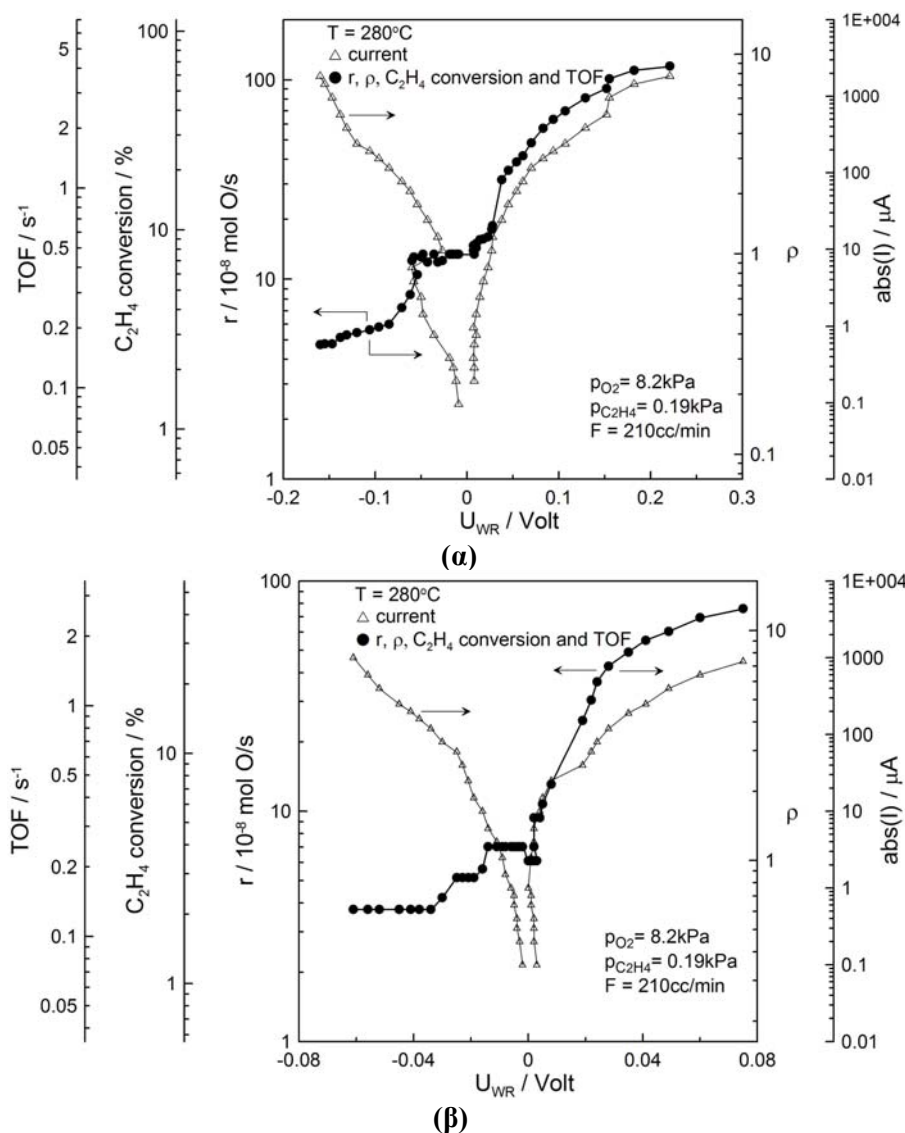 T = 280°C
△ current
● r, ρ, C₂H₄ conversion and TOF
TOF / s⁻¹
5
2
1
0.5
0.2
0.1
0.05
C₂H₄ conversion / %
100
10
1
r / 10⁻⁸ mol O/s
100
10
1
ρ
10
1
0.1
abs(I) / μA
1E+004
1000
100
10
1
0.1
0.01
p_O2= 8.2kPa
p_C2H4= 0.19kPa
F = 210cc/min
-0.2 -0.1 0 0.1 0.2 0.3
U_WR / Volt
(α)
T = 280°C
△ current
● r, ρ, C₂H₄ conversion and TOF
TOF / s⁻¹
2
1
0.5
0.2
0.1
0.05
C₂H₄ conversion / %
10
1
r / 10⁻⁸ mol O/s
100
10
1
ρ
10
1
abs(I) / μA
1E+004
1000
100
10
1
0.1
0.01
p_O2= 8.2kPa
p_C2H4= 0.19kPa
F = 210cc/min
-0.08 -0.04 0 0.04 0.08
U_WR / Volt
(β)